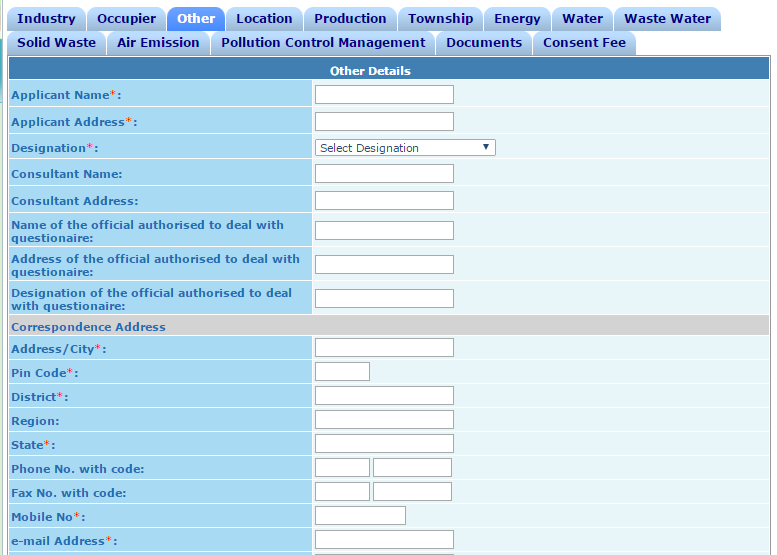 Industry Occupier Other Location Production Township Energy Water Waste Water
Solid Waste Air Emission Pollution Control Management Documents Consent Fee
Other Details
Applicant Name*:
Applicant Address*:
Designation*: Select Designation
Consultant Name:
Consultant Address:
Name of the official authorised to deal with
questionaire:
Address of the official authorised to deal with
questionaire:
Designation of the official authorised to deal
with questionaire:
Correspondence Address
Address/City*:
Pin Code*:
District*:
Region:
State*:
Phone No. with code:
Fax No. with code:
Mobile No*:
e-mail Address*: